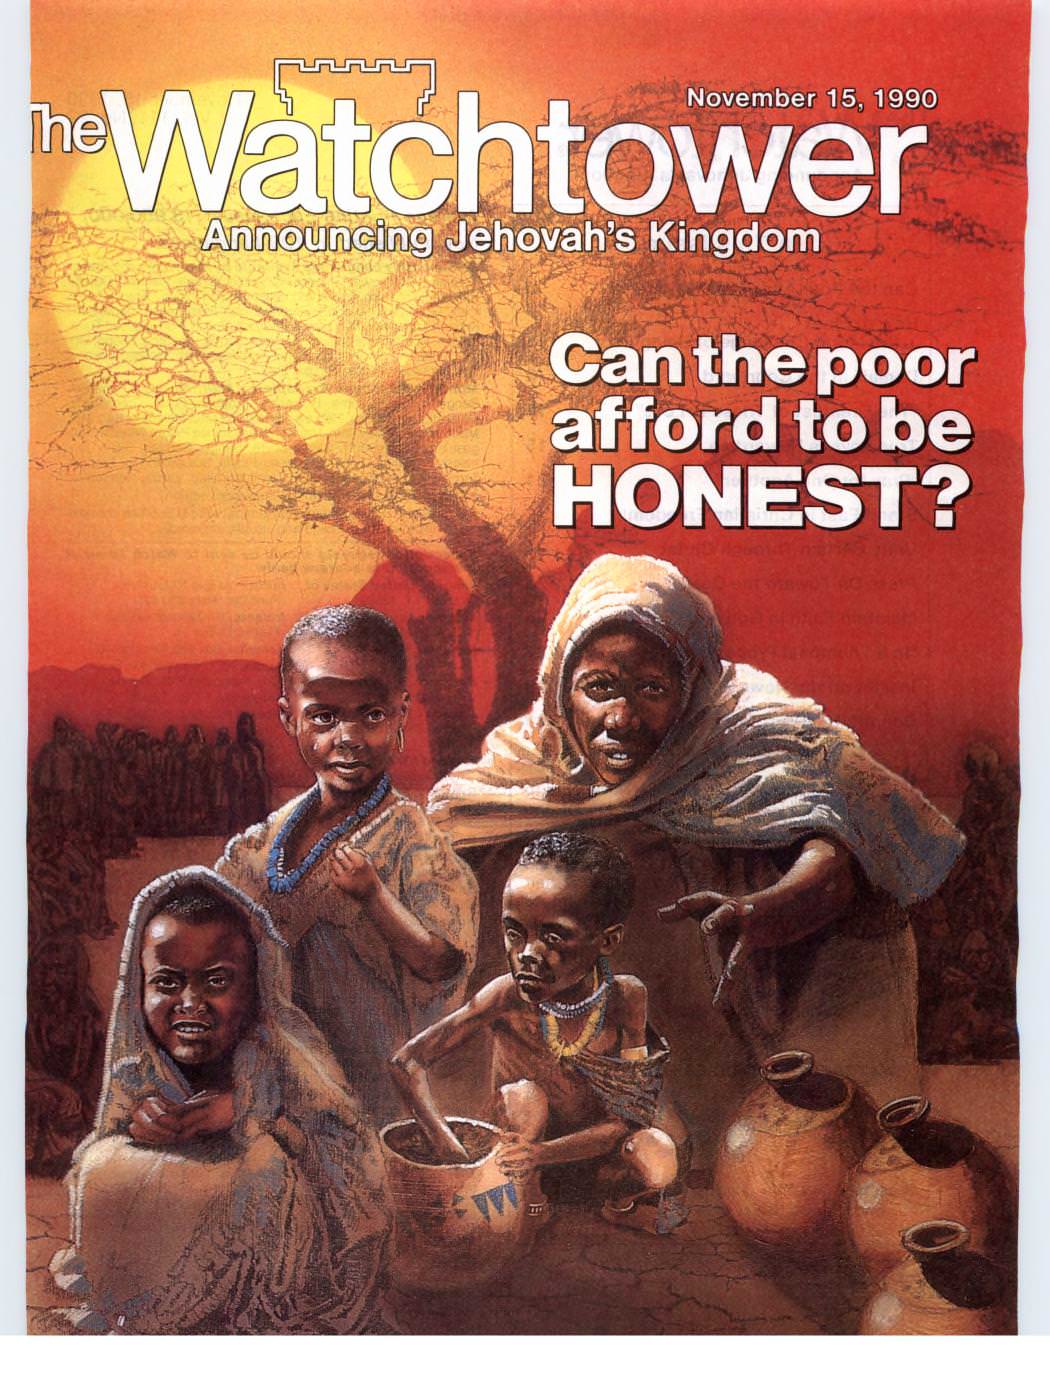 November 15, 1990
The Watchtower
Announcing Jehovah's Kingdom
Can the poor
afford to be
HONEST?